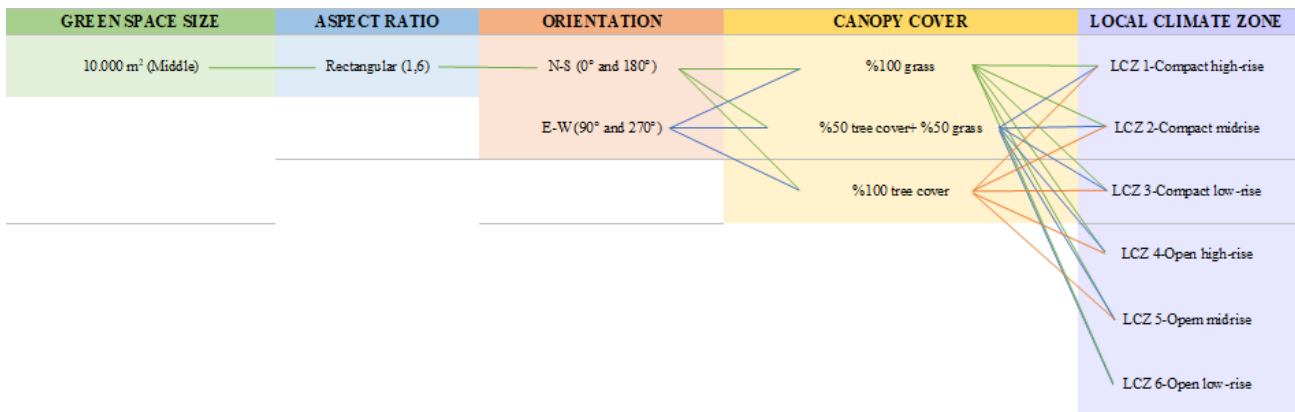 GREEN SPACE SIZE ASPECT RATIO ORIENTATION CANOPY COVER LOCAL CLIMATE ZONE
10.000 m² (Middle) Rectangular (1,6) N-S (0° and 180°) %100 grass LCZ 1-Compact high-rise
E-W(90° and 270°) %50 tree cover+ %50 grass LCZ 2-Compact midrise
%100 tree cover LCZ 3-Compact low-rise
LCZ 4-Open high-rise
LCZ 5-Opem midrise
LCZ 6-Open low-rise